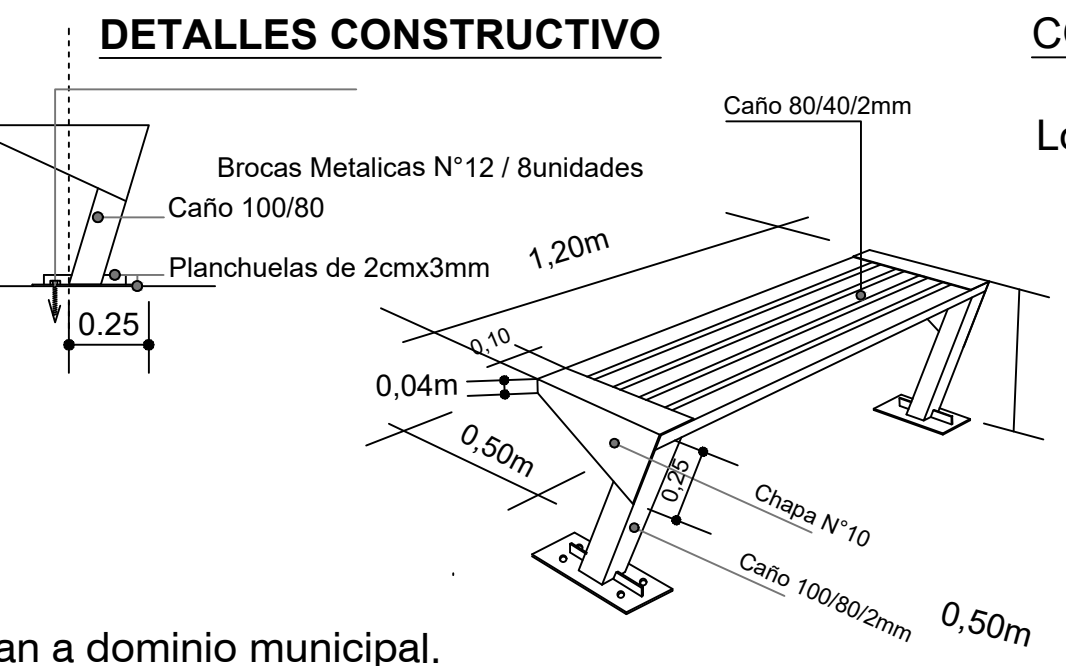 DETALLES CONSTRUCTIVO
Caño 80/40/2mm
Brocas Metalicas N°12 / 8unidades
Caño 100/80
Planchuelas de 2cmx3mm
0.25
1,20m
0,10
0,04m
0,50m
0,25
Chapa N°10
Caño 100/80/2mm
0,50m
an a dominio municipal.